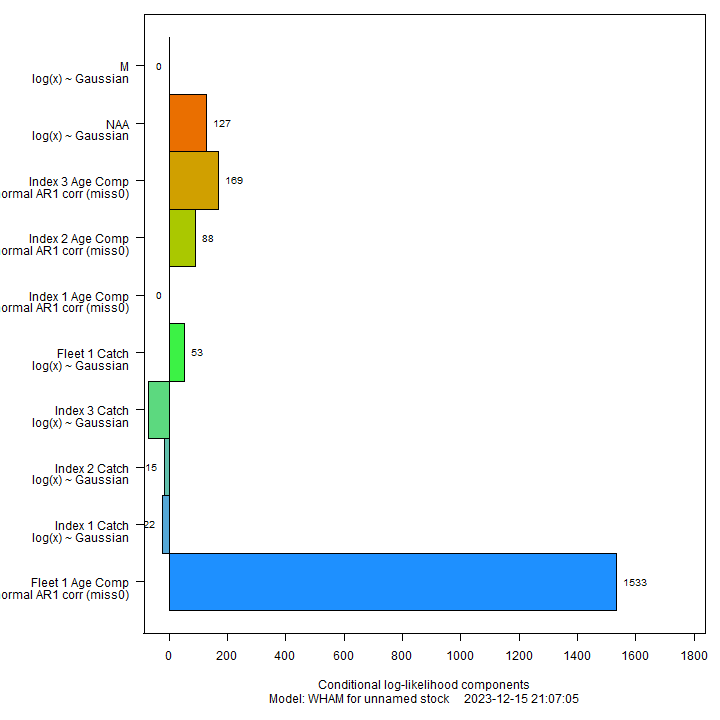 M
log(x) ~ Gaussian
0
NAA
log(x) ~ Gaussian
127
Index 3 Age Comp
ormal AR1 corr (miss0)
169
Index 2 Age Comp
ormal AR1 corr (miss0)
88
Index 1 Age Comp
ormal AR1 corr (miss0)
0
Fleet 1 Catch
log(x) ~ Gaussian
53
Index 3 Catch
log(x) ~ Gaussian
Index 2 Catch
log(x) ~ Gaussian
15
Index 1 Catch
log(x) ~ Gaussian
22
Fleet 1 Age Comp
ormal AR1 corr (miss0)
1533
0 200 400 600 800 1000 1200 1400 1600 1800
Conditional log-likelihood components
Model: WHAM for unnamed stock 2023-12-15 21:07:05